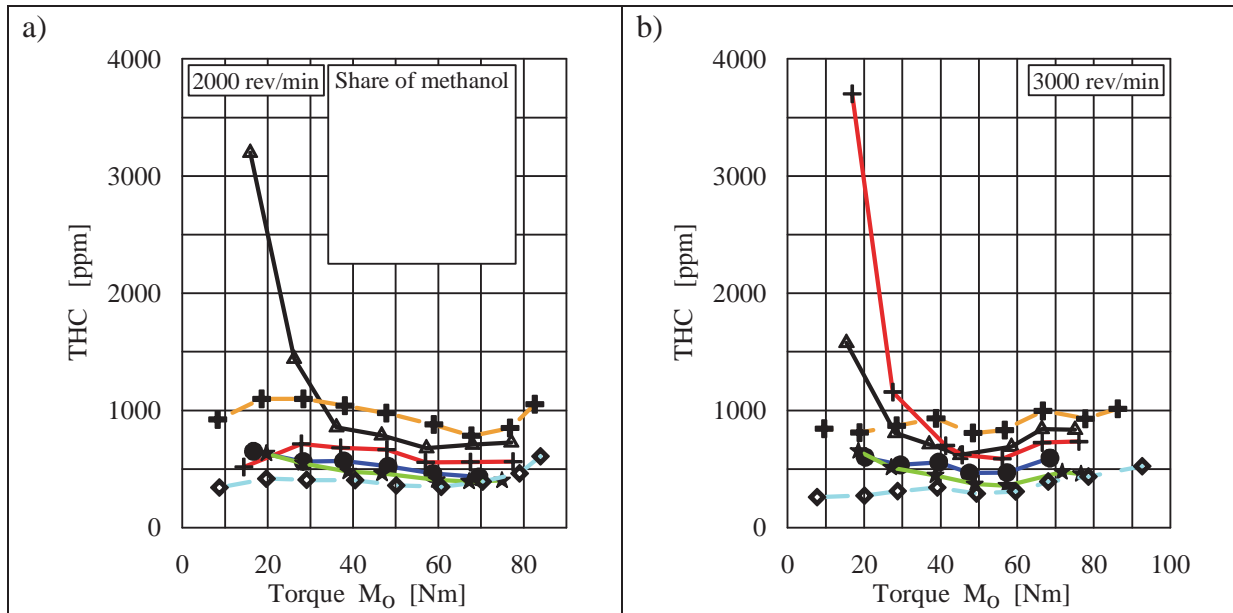 a)
4000
3000
2000
1000
0
THC [ppm]
2000 rev/min
Share of methanol
0 20 40 60 80
Torque MO [Nm]
b)
4000
3000
2000
1000
0
THC [ppm]
3000 rev/min
0 20 40 60 80 100
Torque MO [Nm]